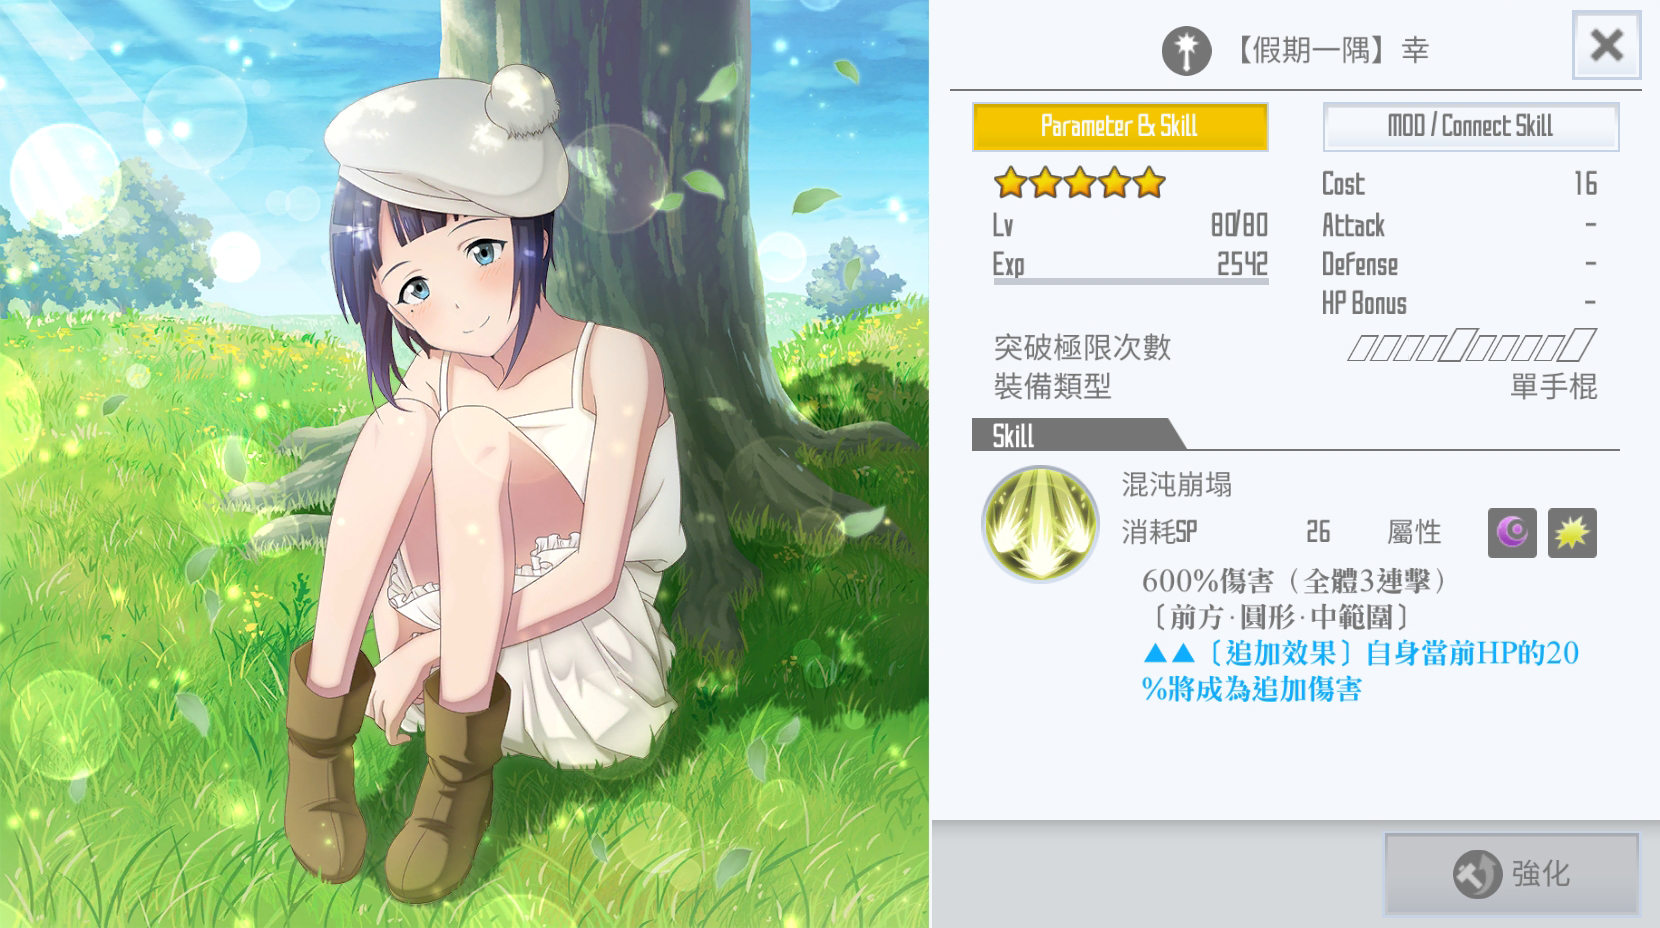 【假期一隅】幸
Parameter & Skill
MOD / Connect Skill
Lv 80/80
Exp 2542
Cost 16
Attack -
Defense -
HP Bonus -
突破極限次數
裝備類型 單手棍
Skill
混沌崩塌
消耗SP 26 屬性
600%傷害（全體3連擊）
〔前方·圓形·中範圍〕
▲▲〔追加效果〕自身當前HP的20
%將成為追加傷害
強化